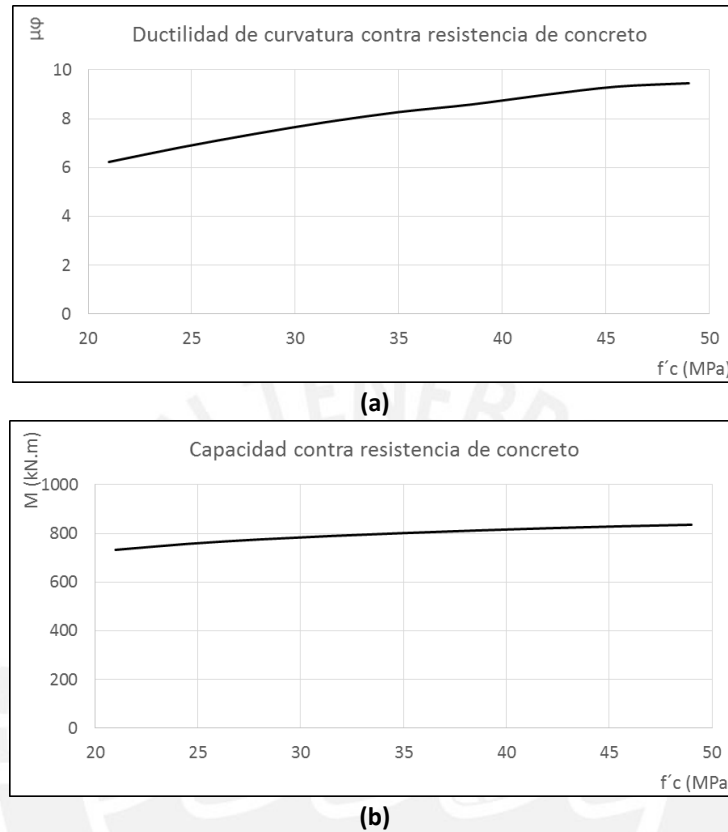 μφ
Ductilidad de curvatura contra resistencia de concreto
10
8
6
4
2
0
20 25 30 35 40 45 50
f´c (MPa)
(a)
M (kN.m)
Capacidad contra resistencia de concreto
1000
800
600
400
200
0
20 25 30 35 40 45 50
f´c (MPa)
(b)